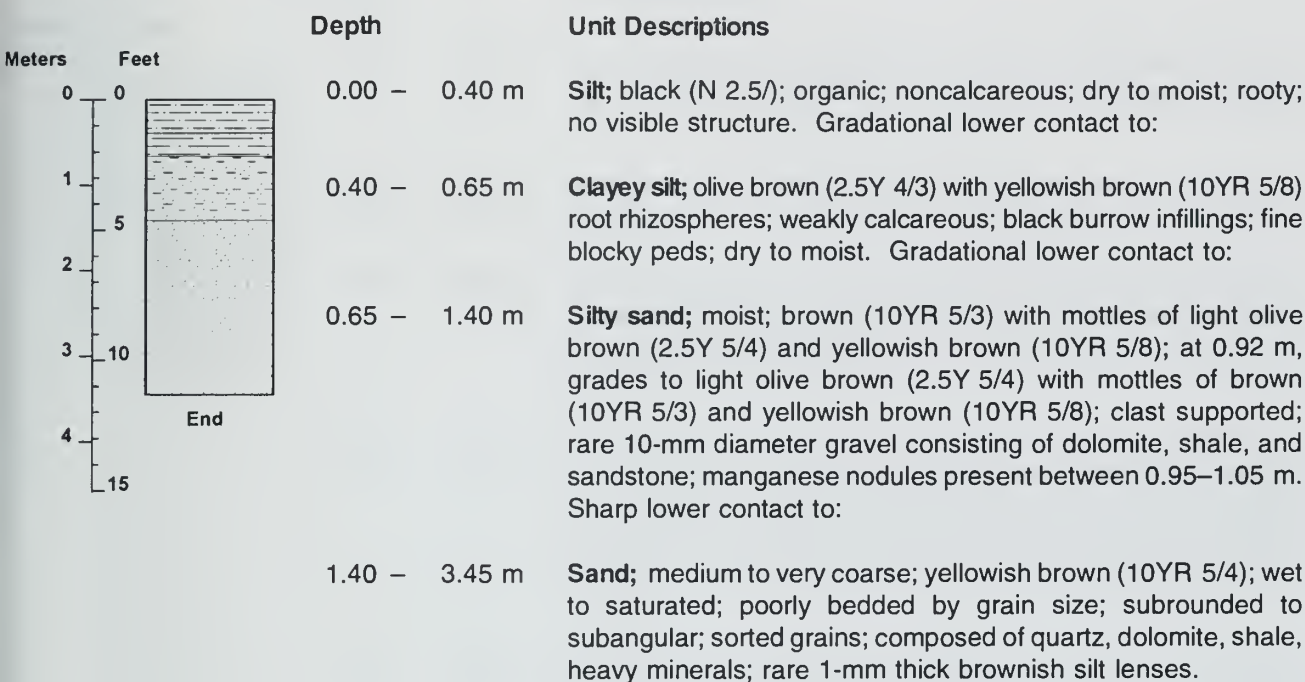 Depth Unit Descriptions
Meters Feet
0 0
1
5
2
3 10
4
15
End
0.00 – 0.40 m Silt; black (N 2.5/); organic; noncalcareous; dry to moist; rooty;
no visible structure. Gradational lower contact to:
0.40 – 0.65 m Clayey silt; olive brown (2.5Y 4/3) with yellowish brown (10YR 5/8)
root rhizospheres; weakly calcareous; black burrow infillings; fine
blocky peds; dry to moist. Gradational lower contact to:
0.65 – 1.40 m Silty sand; moist; brown (10YR 5/3) with mottles of light olive
brown (2.5Y 5/4) and yellowish brown (10YR 5/8); at 0.92 m,
grades to light olive brown (2.5Y 5/4) with mottles of brown
(10YR 5/3) and yellowish brown (10YR 5/8); clast supported;
rare 10-mm diameter gravel consisting of dolomite, shale, and
sandstone; manganese nodules present between 0.95–1.05 m.
Sharp lower contact to:
1.40 – 3.45 m Sand; medium to very coarse; yellowish brown (10YR 5/4); wet
to saturated; poorly bedded by grain size; subrounded to
subangular; sorted grains; composed of quartz, dolomite, shale,
heavy minerals; rare 1-mm thick brownish silt lenses.